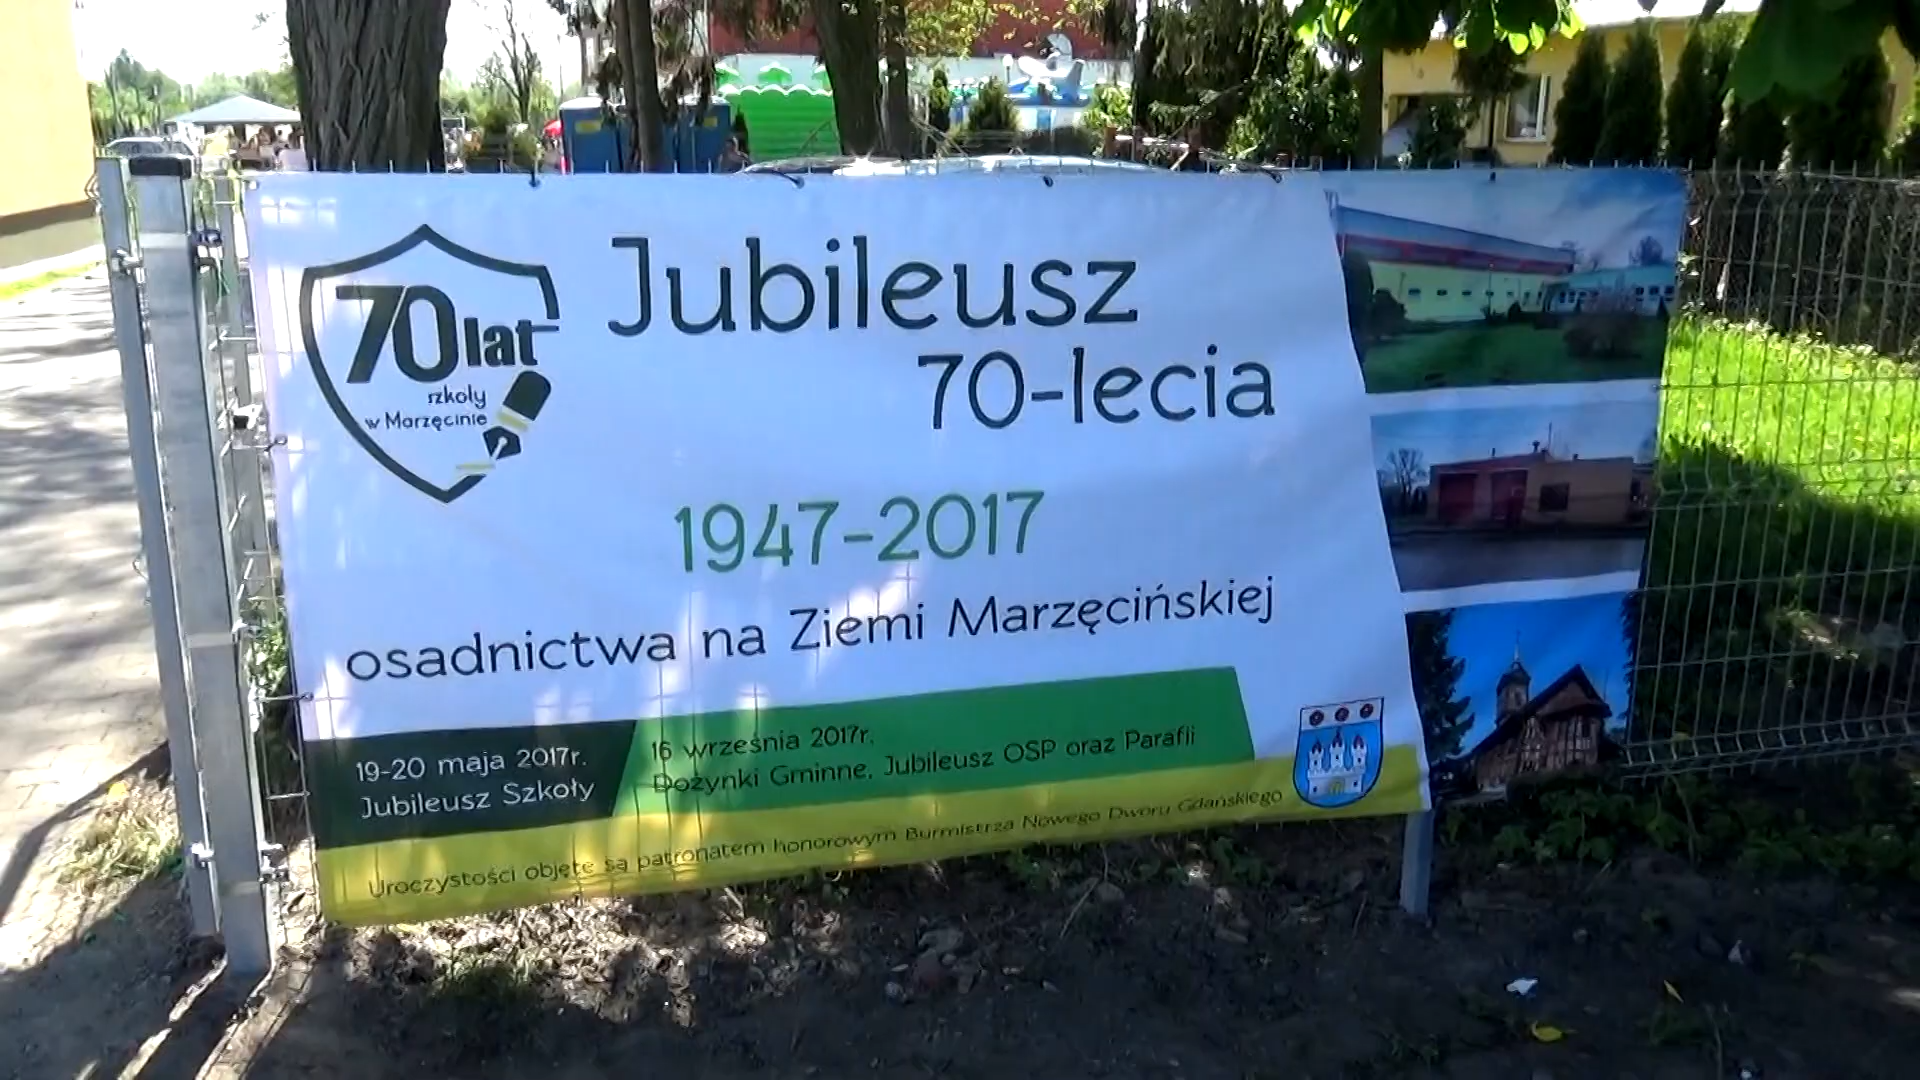 70 lat
szkoły
w Marzęcinie
Jubileusz
70-lecia
1947-2017
osadnictwa na Ziemi Marzęcińskiej
19-20 maja 2017r.
Jubileusz Szkoły
16 września 2017r.
Dożynki Gminne, Jubileusz OSP oraz Parafii
Uroczystości objęte są patronatem honorowym Burmistrza Nowego Dworu Gdańskiego